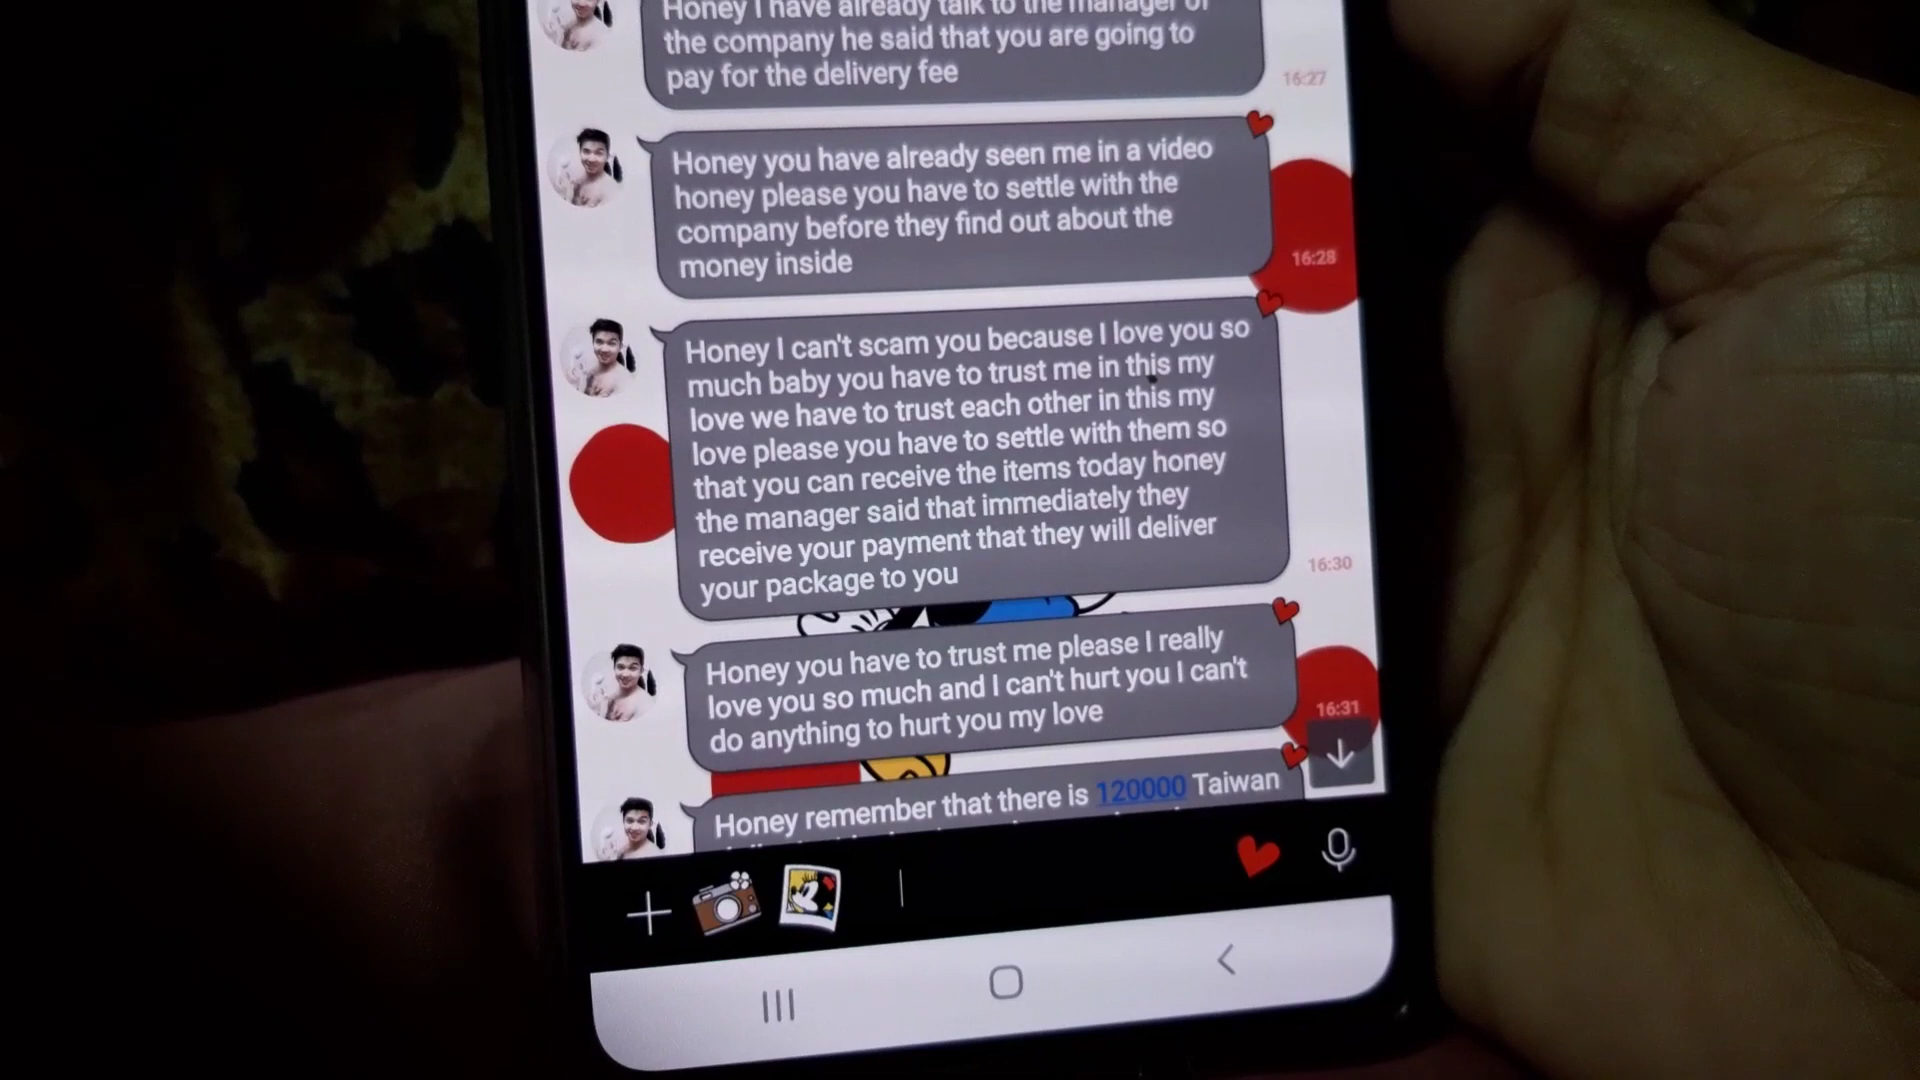 Honey I have already talk to the manager of
the company he said that you are going to
pay for the delivery fee
16:27
Honey you have already seen me in a video
honey please you have to settle with the
company before they find out about the
money inside
16:28
Honey I can't scam you because I love you so
much baby you have to trust me in this my
love we have to trust each other in this my
love please you have to settle with them so
that you can receive the items today honey
the manager said that immediately they
receive your payment that they will deliver
your package to you
16:30
Honey you have to trust me please I really
love you so much and I can't hurt you I can't
do anything to hurt you my love
16:31
Honey remember that there is 120000 Taiwan